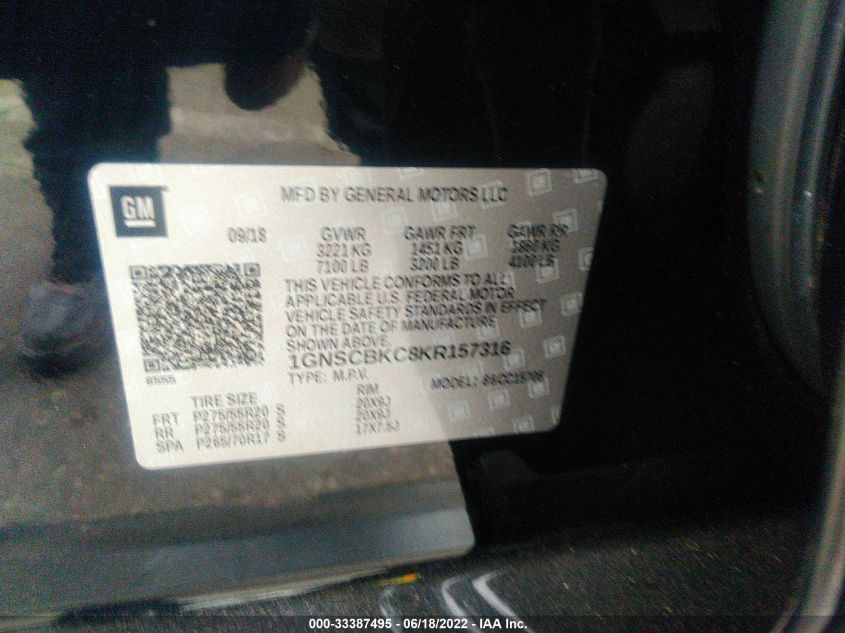 GM
MFD BY GENERAL MOTORS LLC
09/18 GVWR GAWR FRT GAWR RR
3221 KG 1451 KG 1860 KG
7100 LB 3200 LB 4100 LB
THIS VEHICLE CONFORMS TO ALL
APPLICABLE U.S. FEDERAL MOTOR
VEHICLE SAFETY STANDARDS IN EFFECT
ON THE DATE OF MANUFACTURE
SHOWN ABOVE.
1GNSCBKC8KR157316
TYPE: M.P.V. MODEL:
TIRE SIZE RIM
FRT P275/55R20 S 20X9J
RR P275/55R20 S 20X9J
SPA P265/70R17 S 17X7.5J
000-33387495 - 06/18/2022 - IAA Inc.